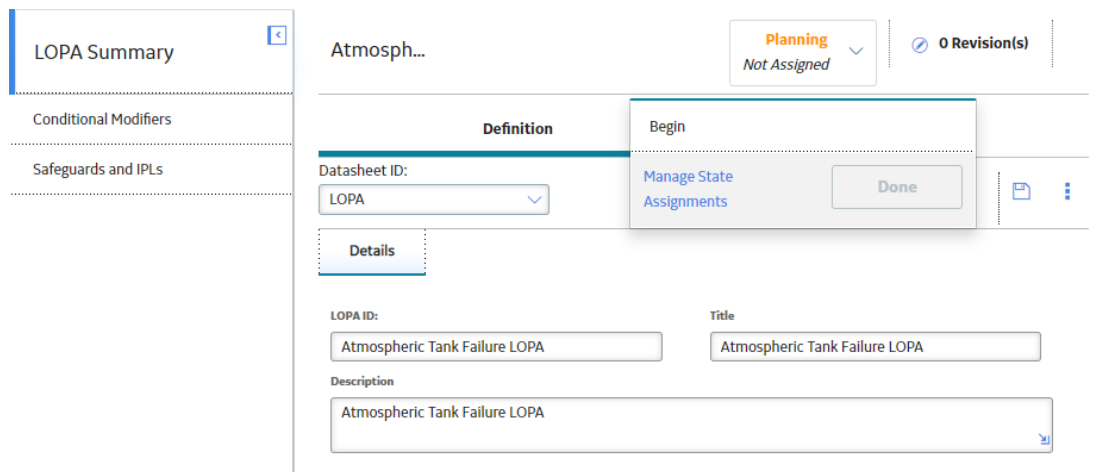 LOPA Summary
Conditional Modifiers
Safeguards and IPLs
Atmosph...
Planning
Not Assigned
0 Revision(s)
Definition
Begin
Manage State
Assignments
Done
Datasheet ID:
LOPA
Details
LOPA ID:
Atmospheric Tank Failure LOPA
Title
Atmospheric Tank Failure LOPA
Description
Atmospheric Tank Failure LOPA